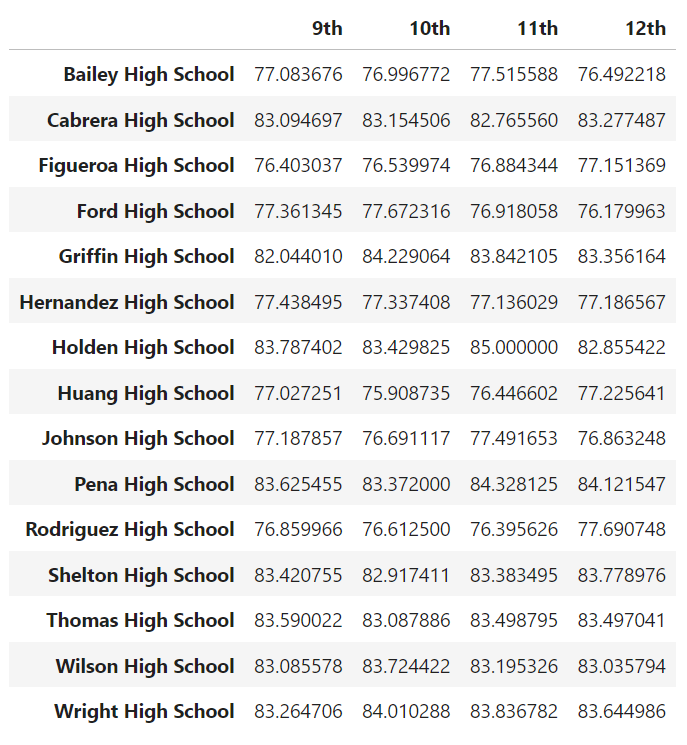 9th 10th 11th 12th
Bailey High School 77.083676 76.996772 77.515588 76.492218
Cabrera High School 83.094697 83.154506 82.765560 83.277487
Figueroa High School 76.403037 76.539974 76.884344 77.151369
Ford High School 77.361345 77.672316 76.918058 76.179963
Griffin High School 82.044010 84.229064 83.842105 83.356164
Hernandez High School 77.438495 77.337408 77.136029 77.186567
Holden High School 83.787402 83.429825 85.000000 82.855422
Huang High School 77.027251 75.908735 76.446602 77.225641
Johnson High School 77.187857 76.691117 77.491653 76.863248
Pena High School 83.625455 83.372000 84.328125 84.121547
Rodriguez High School 76.859966 76.612500 76.395626 77.690748
Shelton High School 83.420755 82.917411 83.383495 83.778976
Thomas High School 83.590022 83.087886 83.498795 83.497041
Wilson High School 83.085578 83.724422 83.195326 83.035794
Wright High School 83.264706 84.010288 83.836782 83.644986